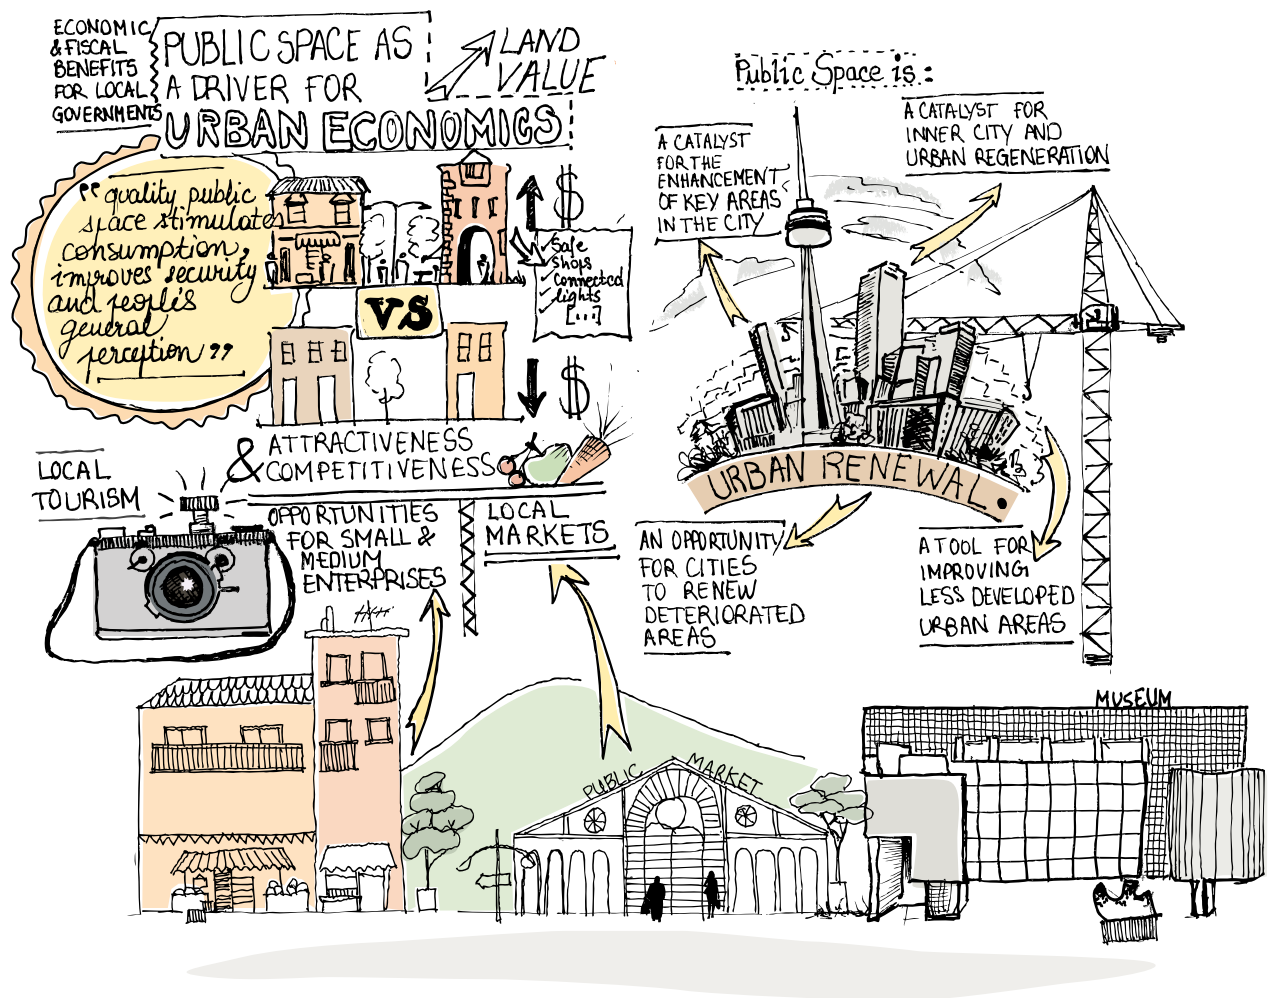 ECONOMIC
& FISCAL
BENEFITS
FOR LOCAL
GOVERNMENTS
PUBLIC SPACE AS
A DRIVER FOR
URBAN ECONOMICS
LAND
VALUE
"quality public
space stimulates
consumption,
improves security
and people's
general
perception"
VS
$
Safe
Shops
Connected
lights
[...]
$
& ATTRACTIVENESS
COMPETITIVENESS
LOCAL
TOURISM
OPPORTUNITIES
FOR SMALL &
MEDIUM
ENTERPRISES
LOCAL
MARKETS
Public Space is.:
A CATALYST
FOR THE
ENHANCEMENT
OF KEY AREAS
IN THE CITY
A CATALYST FOR
INNER CITY AND
URBAN REGENERATION
URBAN RENEWAL.
AN OPPORTUNITY
FOR CITIES
TO RENEW
DETERIORATED
AREAS
A TOOL FOR
IMPROVING
LESS DEVELOPED
URBAN AREAS
PUBLIC MARKET
MUSEUM